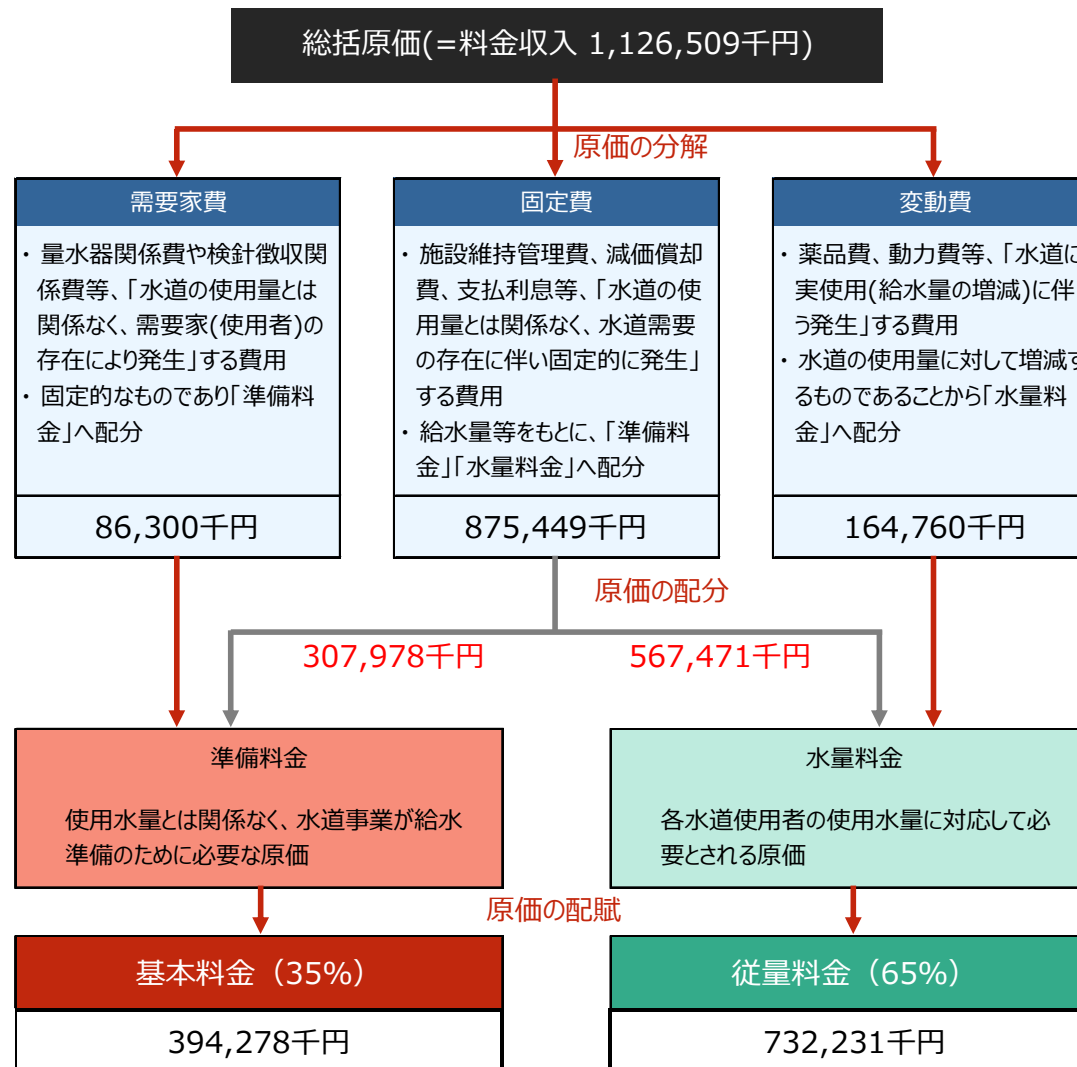 総括原価(=料金収入 1,126,509千円)
原価の分解
需要家費
・ 量水器関係費や検針徴収関
係費等、「水道の使用量とは
関係なく、需要家(使用者)の
存在により発生」する費用
・ 固定的なものであり「準備料
金」へ配分
86,300千円
固定費
・ 施設維持管理費、減価償却
費、支払利息等、「水道の使
用量とは関係なく、水道需要
の存在に伴い固定的に発生」
する費用
・ 給水量等をもとに、「準備料
金」「水量料金」へ配分
875,449千円
変動費
・ 薬品費、動力費等、「水道に
実使用(給水量の増減)に伴
う発生」する費用
・ 水道の使用量に対して増減す
るものであることから「水量料
金」へ配分
164,760千円
原価の配分
307,978千円
567,471千円
準備料金
使用水量とは関係なく、水道事業が給水
準備のために必要な原価
水量料金
各水道使用者の使用水量に対応して必
要とされる原価
原価の配賦
基本料金（35%）
394,278千円
従量料金（65%）
732,231千円